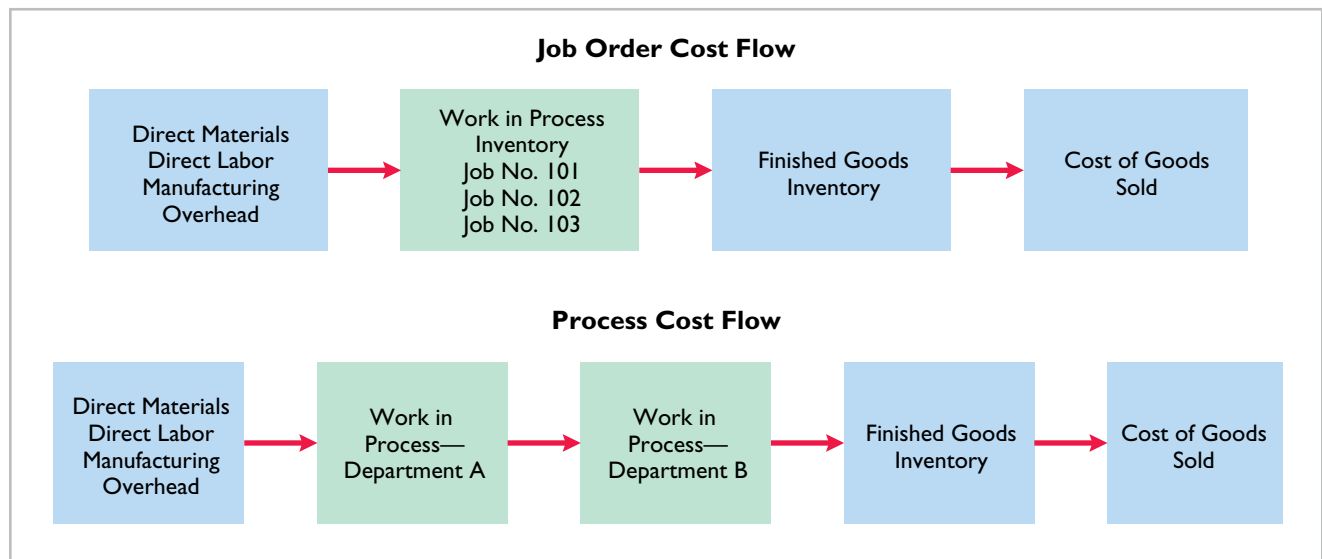 Job Order Cost Flow
Direct Materials
Direct Labor
Manufacturing
Overhead
Work in Process
Inventory
Job No. 101
Job No. 102
Job No. 103
Finished Goods
Inventory
Cost of Goods
Sold
Process Cost Flow
Direct Materials
Direct Labor
Manufacturing
Overhead
Work in
Process—
Department A
Work in
Process—
Department B
Finished Goods
Inventory
Cost of Goods
Sold